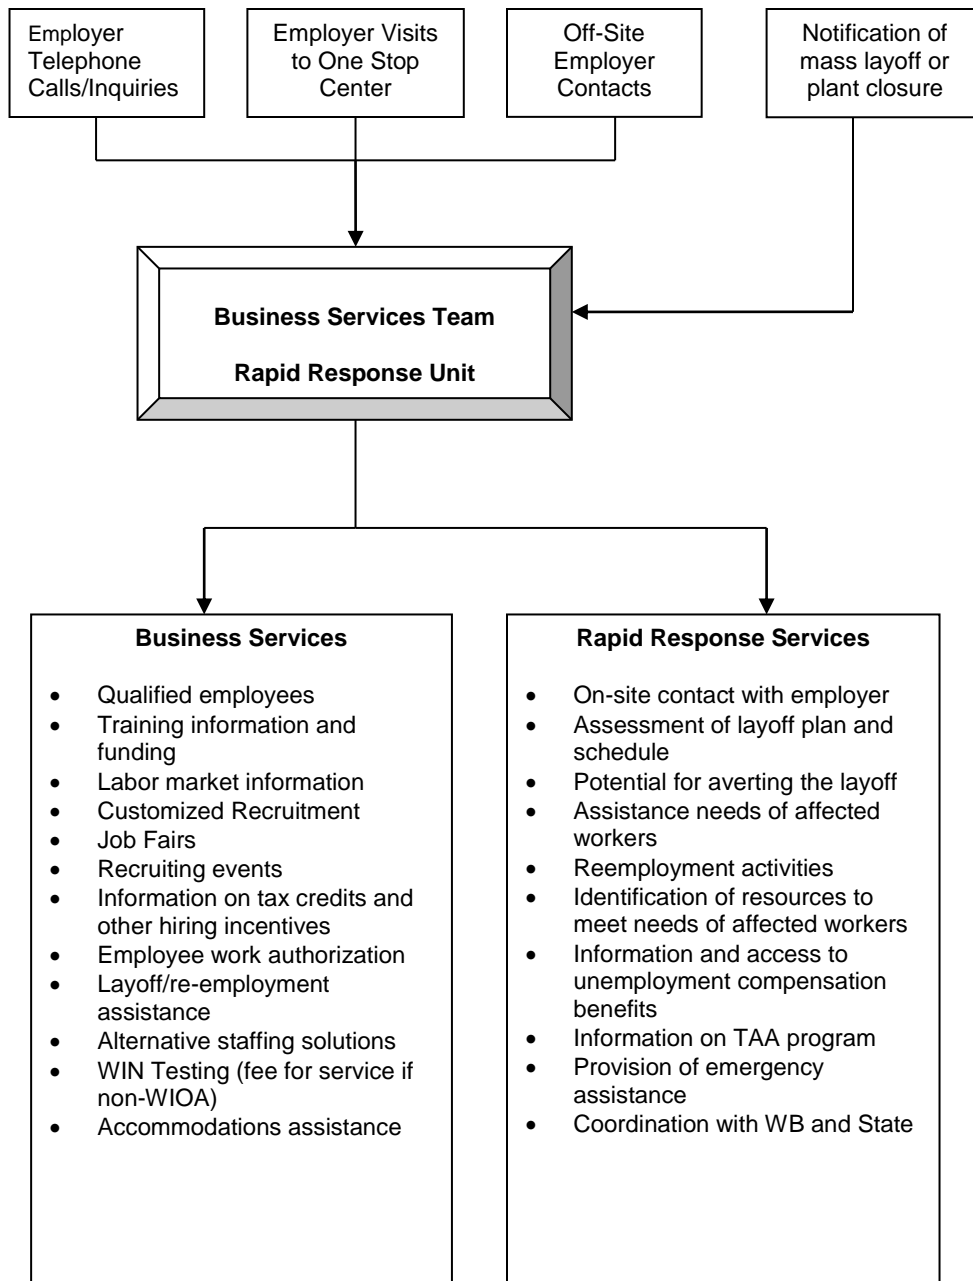 Employer
Telephone
Calls/Inquiries
Employer Visits
to One Stop
Center
Off-Site
Employer
Contacts
Notification of
mass layoff or
plant closure
Business Services Team
Rapid Response Unit
Business Services
• Qualified employees
• Training information and
funding
• Labor market information
• Customized Recruitment
• Job Fairs
• Recruiting events
• Information on tax credits and
other hiring incentives
• Employee work authorization
• Layoff/re-employment
assistance
• Alternative staffing solutions
• WIN Testing (fee for service if
non-WIOA)
• Accommodations assistance
Rapid Response Services
• On-site contact with employer
• Assessment of layoff plan and
schedule
• Potential for averting the layoff
• Assistance needs of affected
workers
• Reemployment activities
• Identification of resources to
meet needs of affected workers
• Information and access to
unemployment compensation
benefits
• Information on TAA program
• Provision of emergency
assistance
• Coordination with WB and State